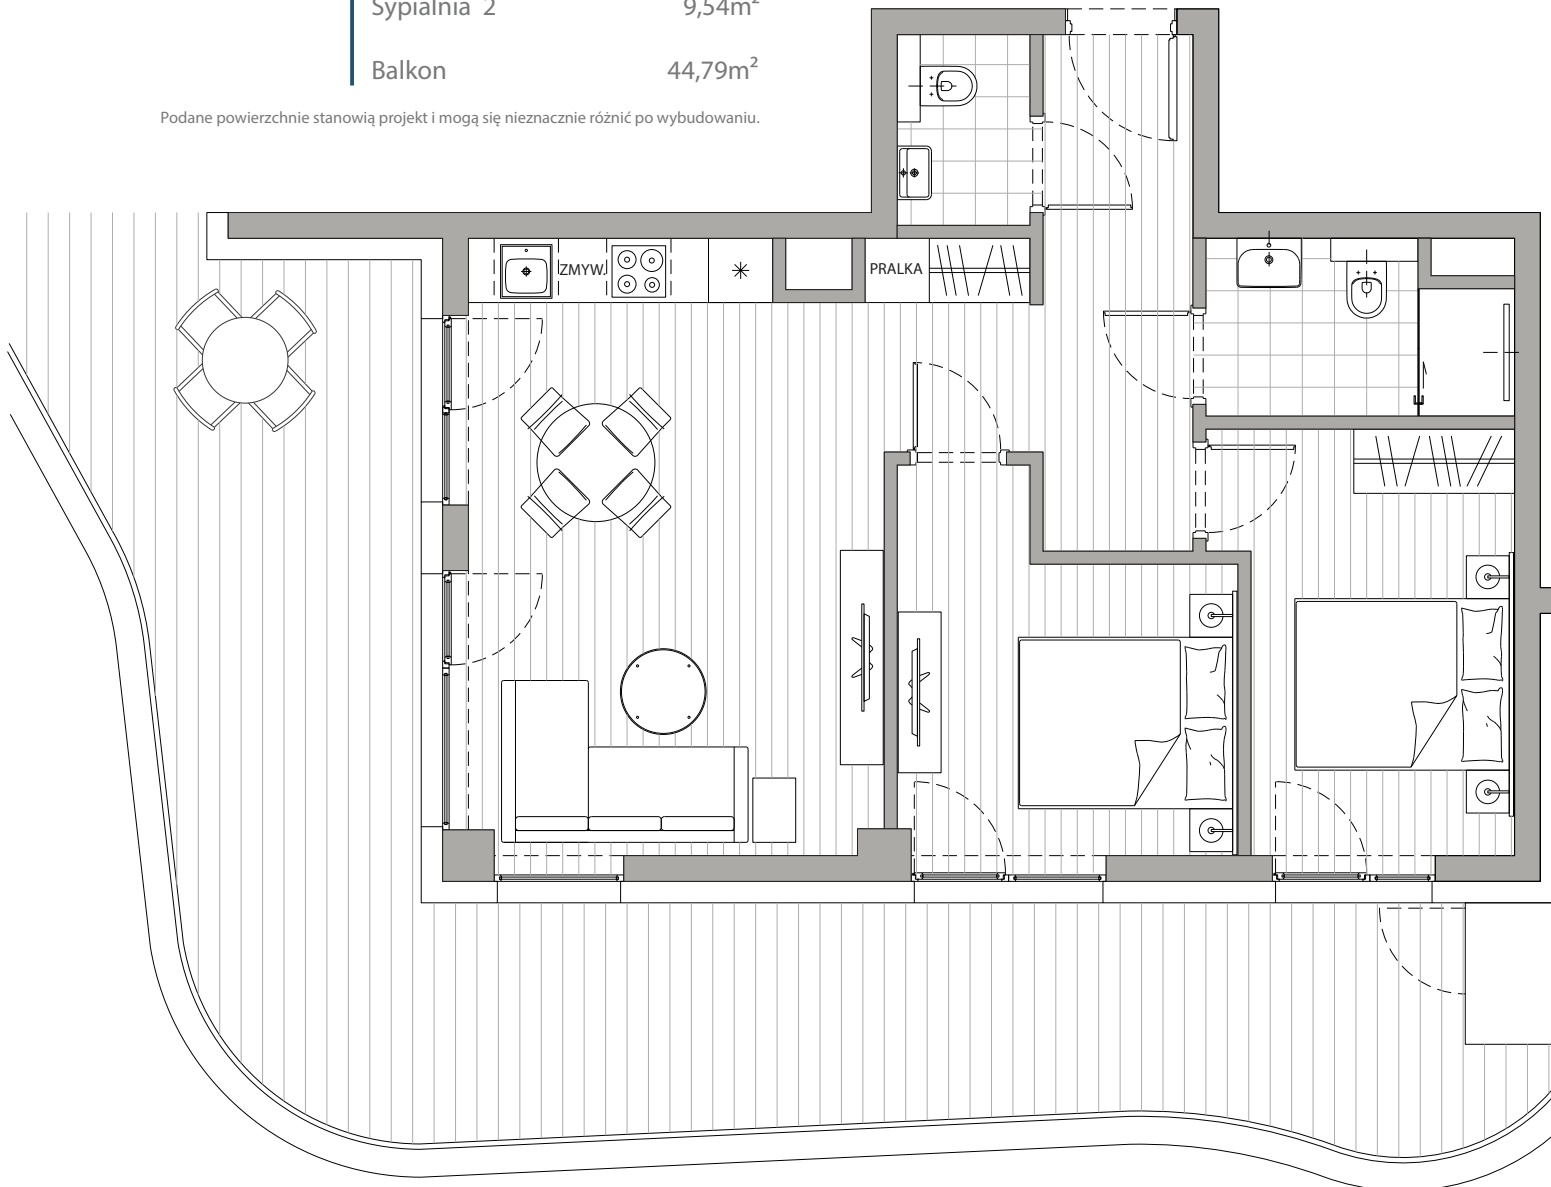 Sypialnia 2 9,54m²
Balkon 44,79m²
Podane powierzchnie stanowią projekt i mogą się nieznacznie różnić po wybudowaniu.
ZMYW.
PRALKA